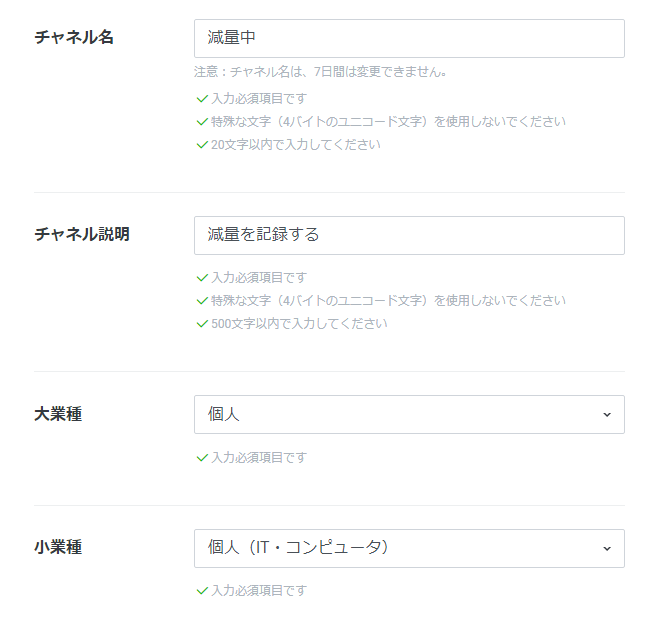 チャネル名
減量中
注意：チャネル名は、7日間は変更できません。
入力必須項目です
特殊な文字（4バイトのユニコード文字）を使用しないでください
20文字以内で入力してください
チャネル説明
減量を記録する
入力必須項目です
特殊な文字（4バイトのユニコード文字）を使用しないでください
500文字以内で入力してください
大業種
個人
入力必須項目です
小業種
個人（IT・コンピュータ）
入力必須項目です